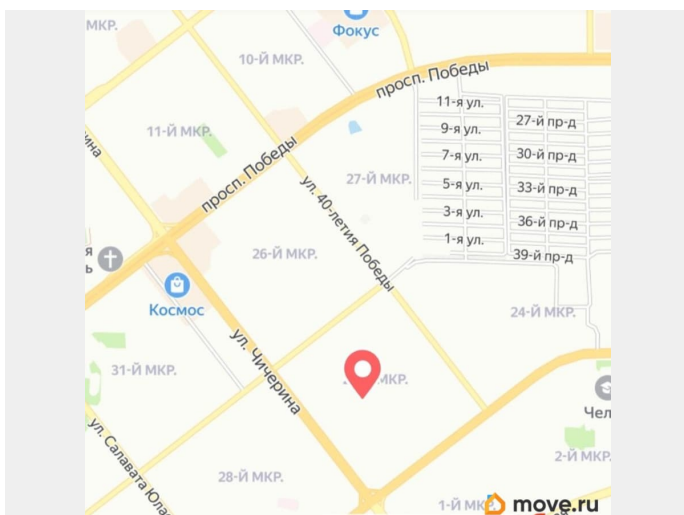 МКР.
Фокус
10-Й МКР.
просп. Победы
11-я ул.
27-й пр-д
9-я ул.
11-Й МКР.
7-я ул.
30-й пр-д
просп. Победы
27-Й МКР.
5-я ул.
33-й пр-д
ул. 40-летия Победы
3-я ул.
36-й пр-д
1-я ул.
39-й пр-д
26-Й МКР.
Космос
24-Й МКР.
ул. Чичерина
31-Й МКР.
МКР.
Чел
ул. Салавата Юла
2-Й МКР.
28-Й МКР.
1-Й МК
move.ru